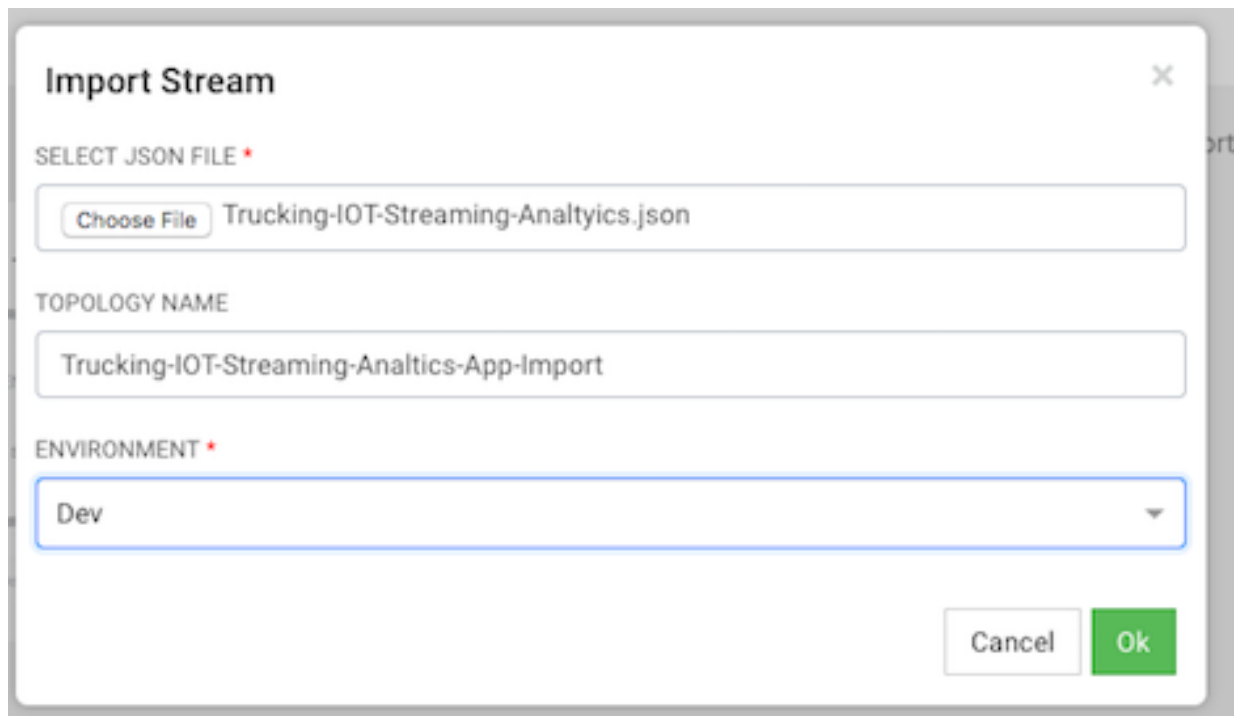 Import Stream ×
SELECT JSON FILE *
Choose File Trucking-IOT-Streaming-Analtyics.json
TOPOLOGY NAME
Trucking-IOT-Streaming-Analtics-App-Import
ENVIRONMENT *
Dev
Cancel Ok